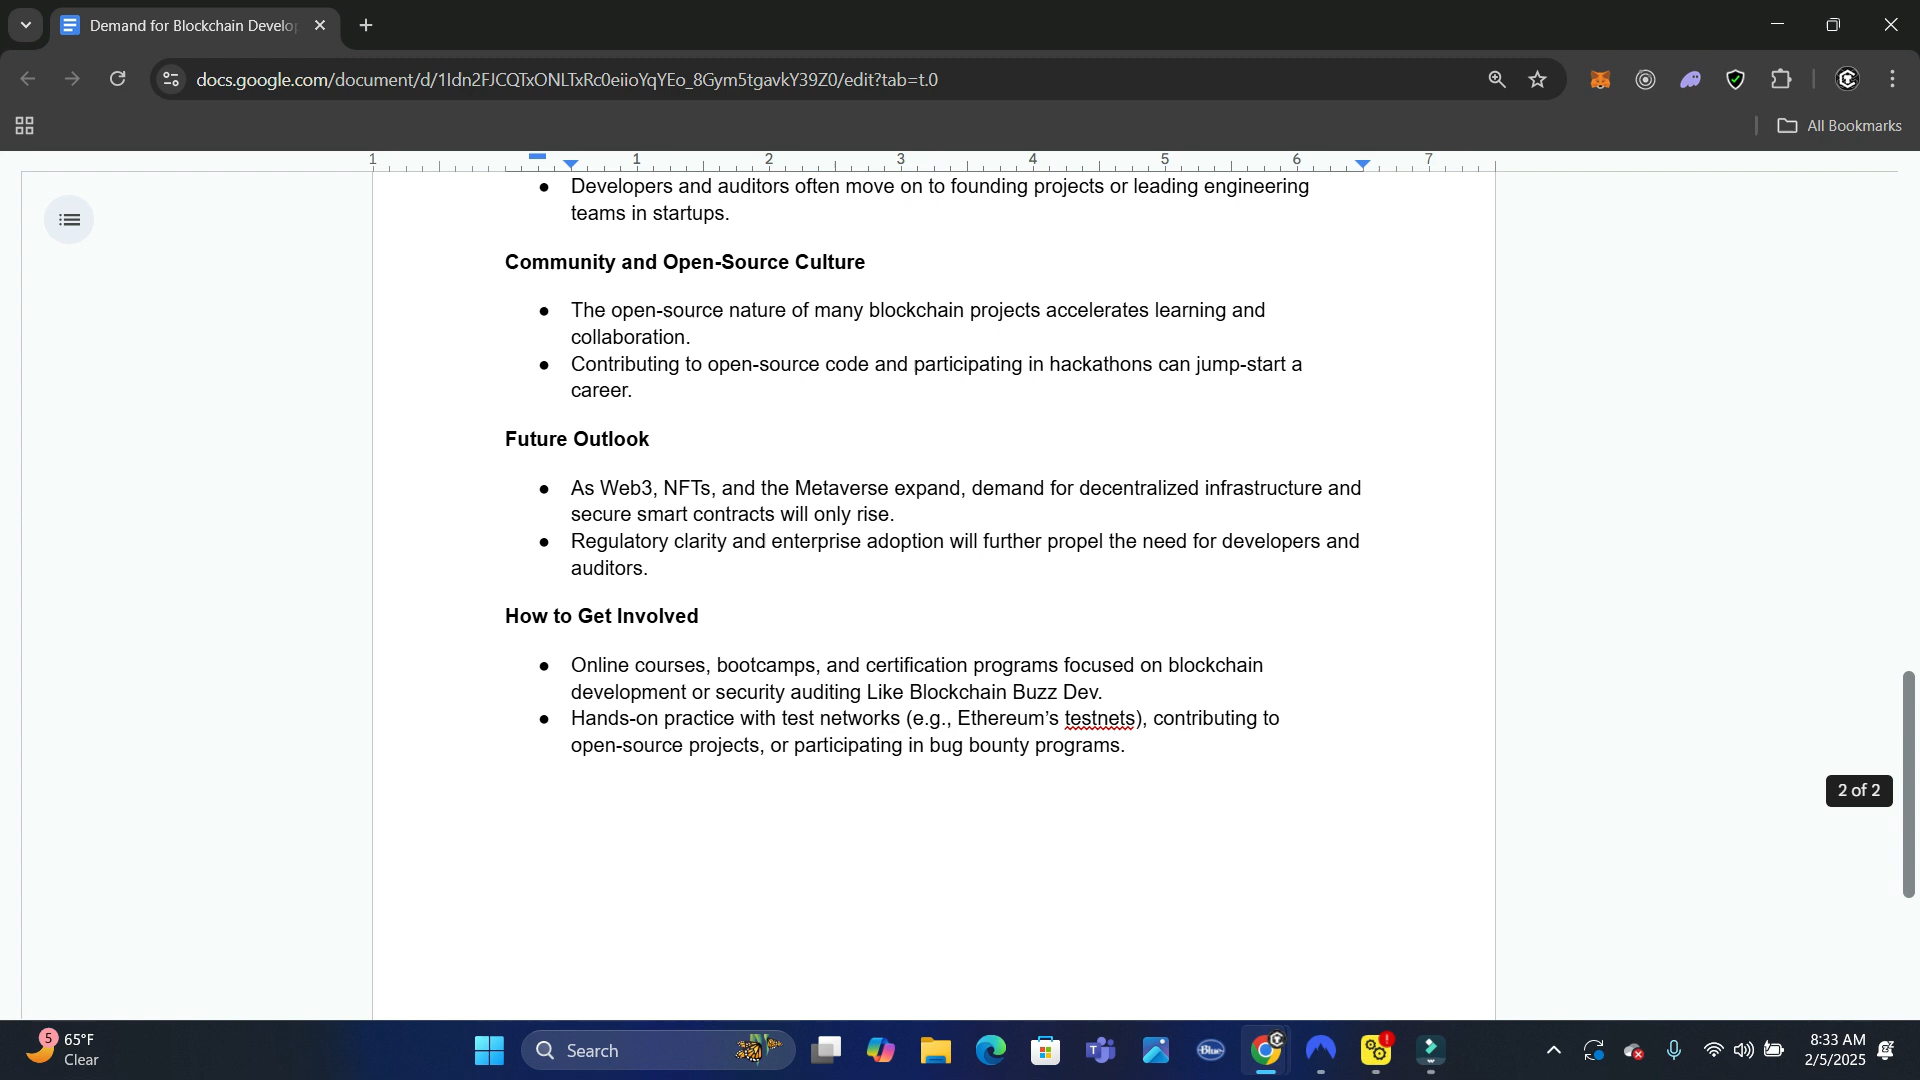 Demand for Blockchain Develo
docs.google.com/document/d/1ldn2FJCQTxONLTxRc0eiioYqYEo_8Gym5tgavkY39Z0/edit?tab=t.0
All Bookmarks
1 1 2 3 4 5 6 7
● Developers and auditors often move on to founding projects or leading engineering
teams in startups.
Community and Open-Source Culture
● The open-source nature of many blockchain projects accelerates learning and
collaboration.
● Contributing to open-source code and participating in hackathons can jump-start a
career.
Future Outlook
● As Web3, NFTs, and the Metaverse expand, demand for decentralized infrastructure and
secure smart contracts will only rise.
● Regulatory clarity and enterprise adoption will further propel the need for developers and
auditors.
How to Get Involved
● Online courses, bootcamps, and certification programs focused on blockchain
development or security auditing Like Blockchain Buzz Dev.
● Hands-on practice with test networks (e.g., Ethereum’s testnets), contributing to
open-source projects, or participating in bug bounty programs.
2 of 2
5
65°F
Clear
Search
Blue
8:33 AM
2/5/2025